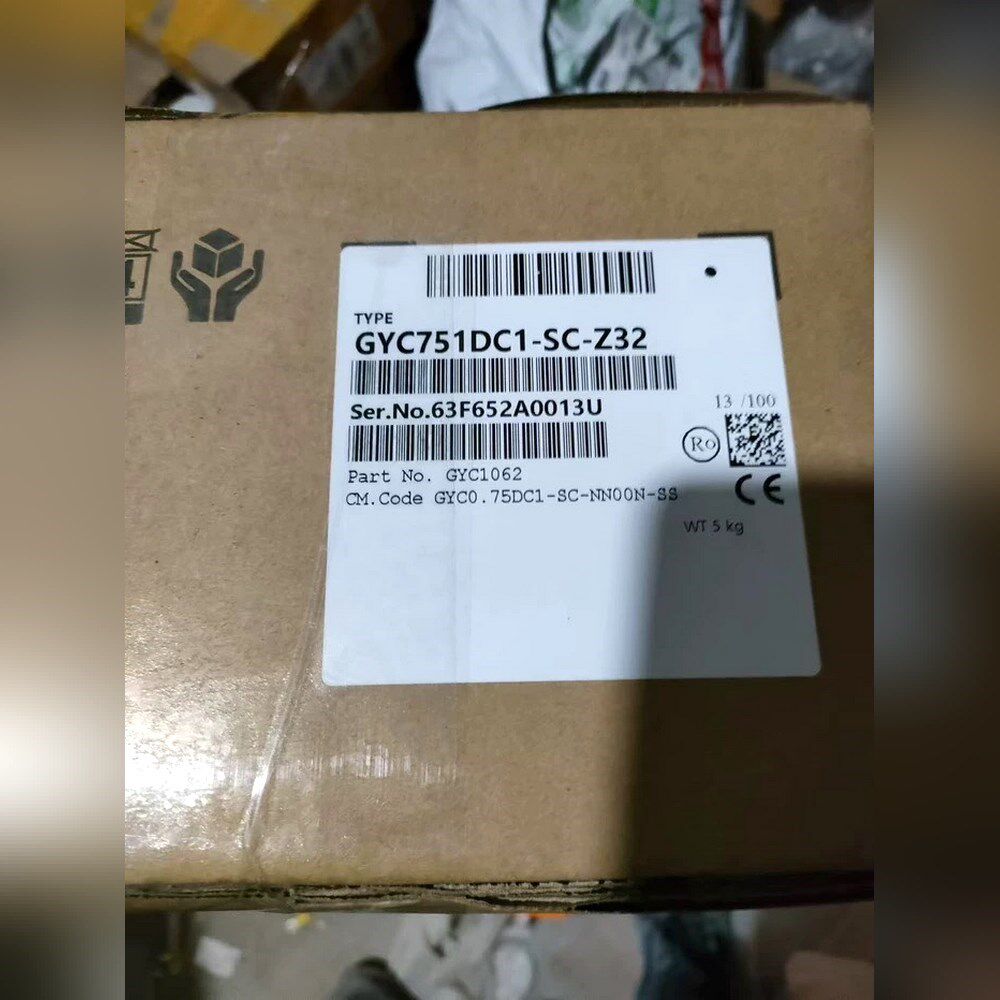 TYPE
GYC751DC1-SC-Z32
Ser.No.63F652A0013U
13 /100
Ro
Part No. GYC1062
CM.Code GYC0.75DC1-SC-NN00N-SS
CE
WT 5 kg